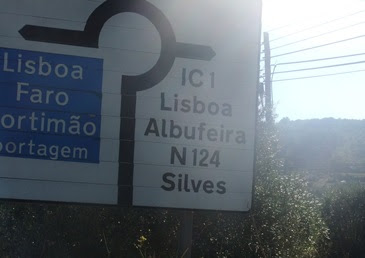 Lisboa
Faro
ortimão
ortagem
IC 1
Lisboa
Albufeira
N 124
Silves